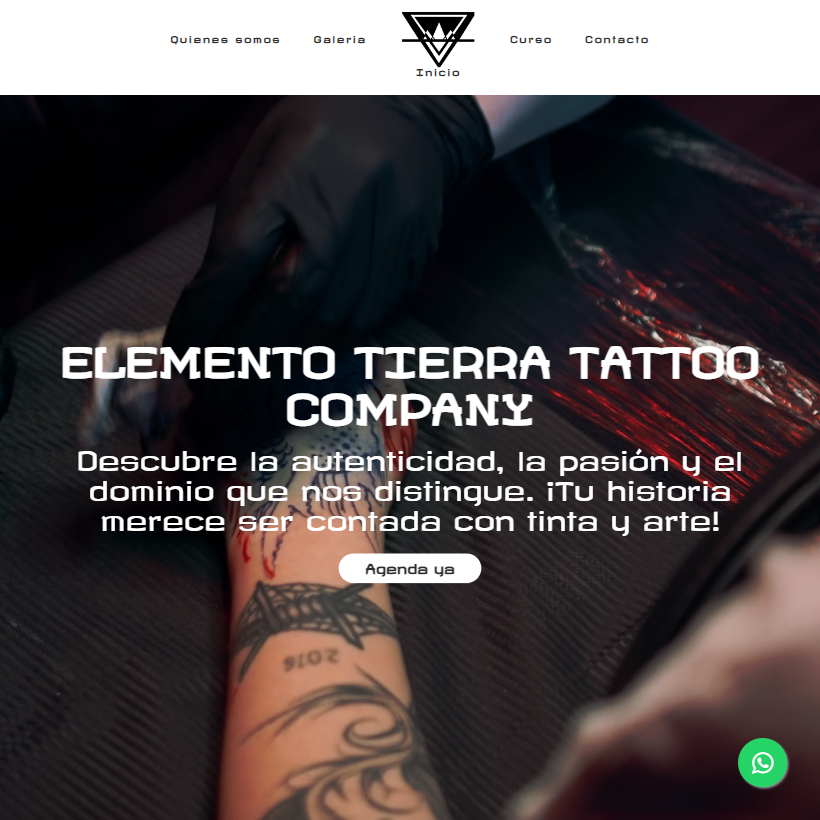 Quienes somos
Galeria
Inicio
Curso
Contacto
ELEMENTO TIERRA TATTOO
COMPANY
Descubre la autenticidad, la pasión y el
dominio que nos distingue. ¡Tu historia
merece ser contada con tinta y arte!
Agenda ya
2016